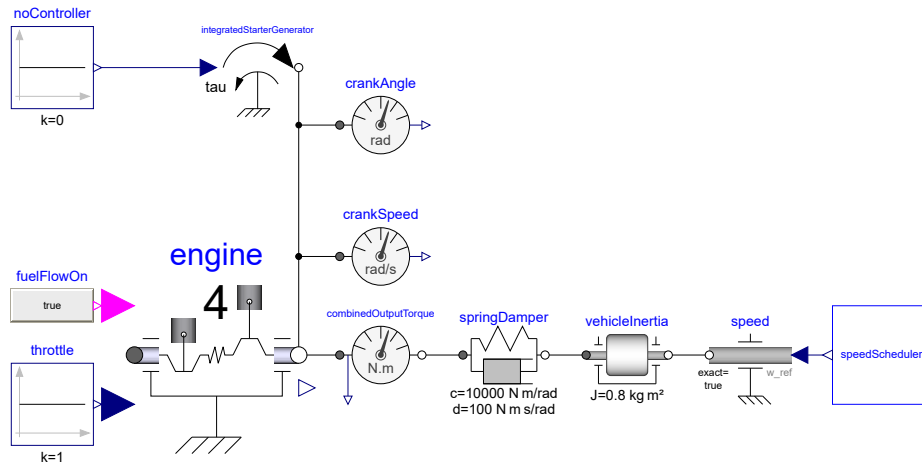 noController
k=0
integratedStarterGenerator
tau
crankAngle
rad
crankSpeed
rad/s
engine
4
fuelFlowOn
true
throttle
k=1
combinedOutputTorque
N.m
springDamper
c=10000 N m/rad
d=100 N m s/rad
vehicleInertia
J=0.8 kg m²
speed
exact=
true
w_ref
speedScheduler